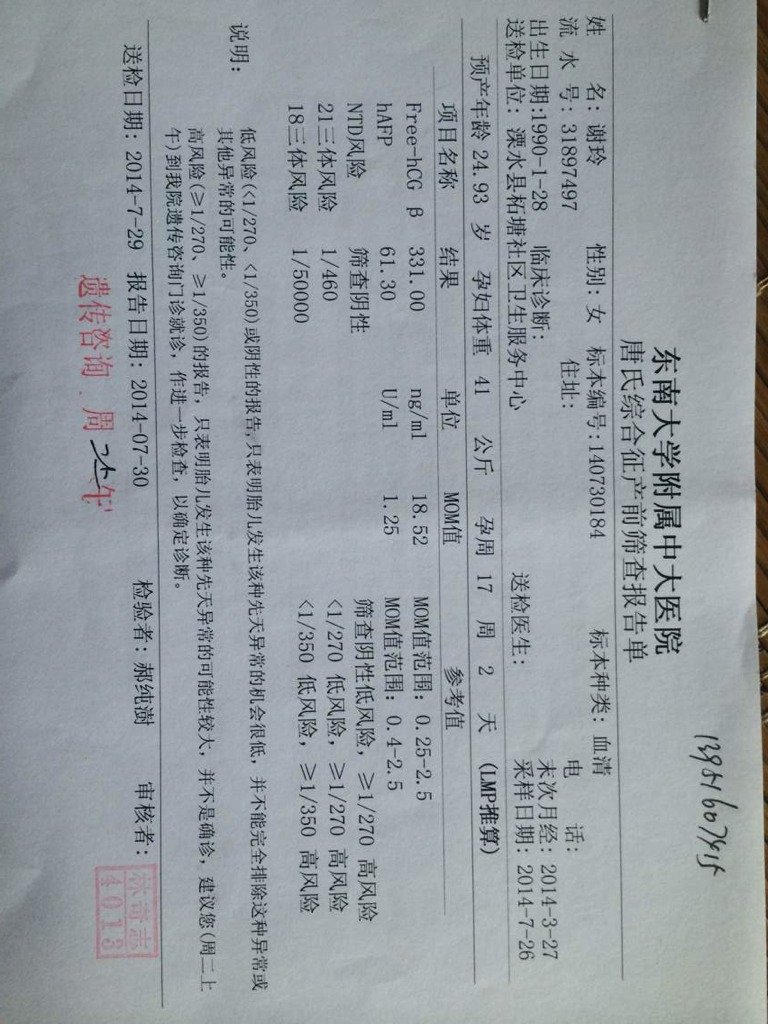 13951607415
东南大学附属中大医院
唐氏综合征产前筛查报告单
姓 名: 谢玲 性别: 女 标本编号:140730184 标本种类: 血清
流 水 号: 31897497 住址: 电 话:
出生日期:1990-1-28 临床诊断: 末次月经: 2014-3-27
送检单位: 溧水县柘塘社区卫生服务中心 送检医生: 采样日期: 2014-7-26
预产年龄 24.93 岁 孕妇体重 41 公斤 孕周 17 周 2 天 (LMP推算)
项目名称 结果 单位 MOM值 参考值
Free-hCG β 331.00 ng/ml 18.52 MOM值范围: 0.25-2.5
hAFP 61.30 U/ml 1.25 MOM值范围: 0.4-2.5
NTD风险 筛查阴性 筛查阴性低风险, ≥1/270 高风险
21三体风险 1/460 <1/270 低风险, ≥1/270 高风险
18三体风险 1/50000 <1/350 低风险, ≥1/350 高风险
说明:
低风险(<1/270、<1/350)或阴性的报告,只表明胎儿发生该种先天异常的机会很低, 并不能完全排除这种异常或
其他异常的可能性。
高风险(≥1/270、≥1/350)的报告, 只表明胎儿发生该种先天异常的可能性较大, 并不是确诊, 建议您(周二上
午)到我院遗传咨询门诊就诊, 作进一步检查, 以确定诊断。
送检日期: 2014-7-29 报告日期: 2014-07-30 检验者: 郝纯澍 审核者:
林奇志
4013
遗传咨询 周 午